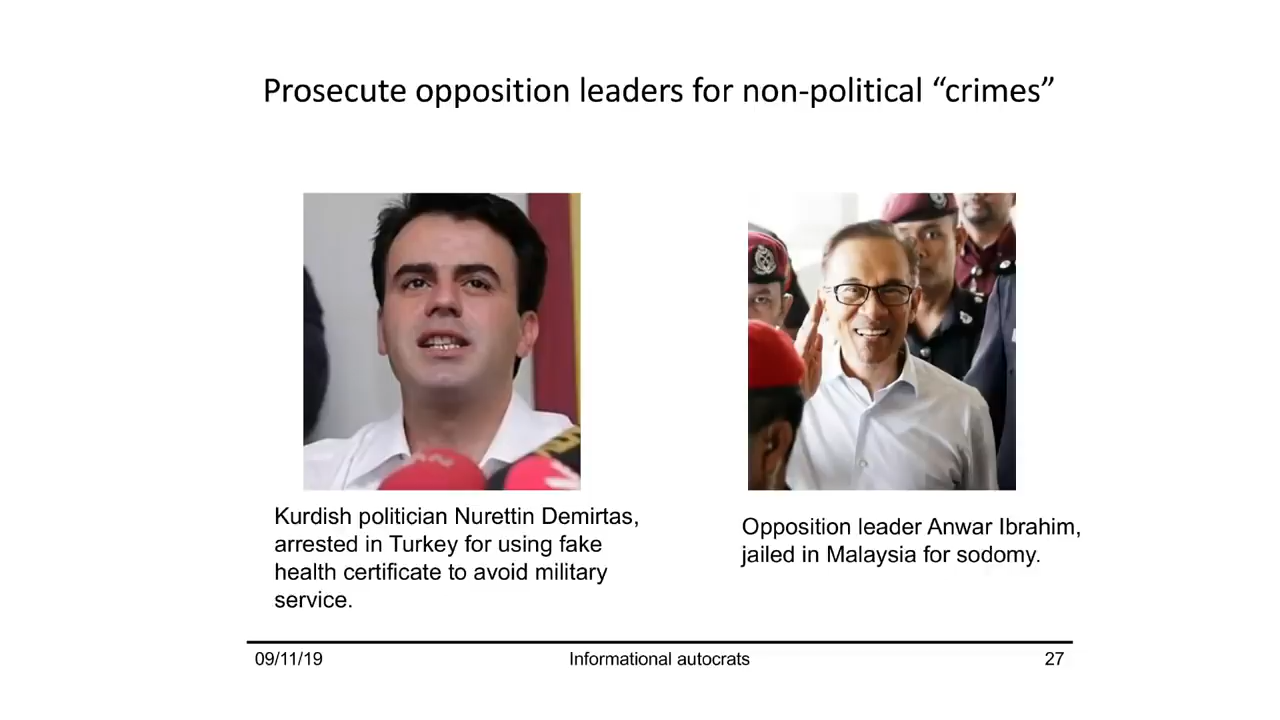 Prosecute opposition leaders for non-political “crimes”
Kurdish politician Nurettin Demirtas,
arrested in Turkey for using fake
health certificate to avoid military
service.
Opposition leader Anwar Ibrahim,
jailed in Malaysia for sodomy.
09/11/19
Informational autocrats
27